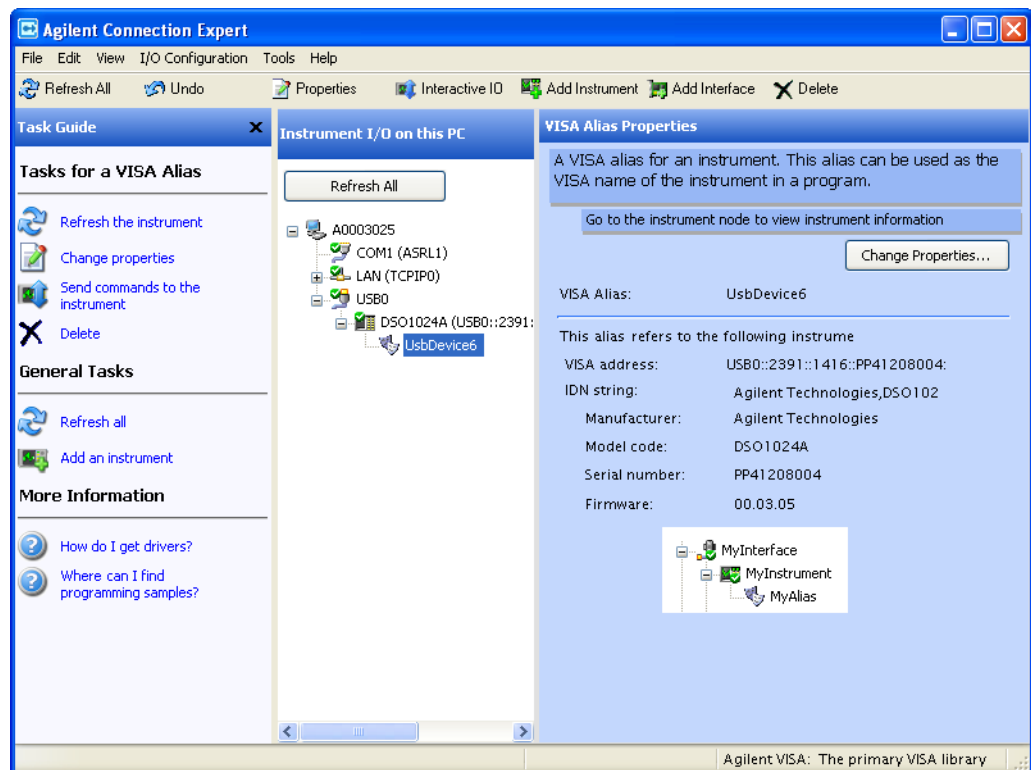 Agilent Connection Expert
File Edit View I/O Configuration Tools Help
Refresh All Undo Properties Interactive IO Add Instrument Add Interface Delete
Task Guide
Tasks for a VISA Alias
Refresh the instrument
Change properties
Send commands to the
instrument
Delete
General Tasks
Refresh all
Add an instrument
More Information
How do I get drivers?
Where can I find
programming samples?
Instrument I/O on this PC
Refresh All
A0003025
COM1 (ASRL1)
LAN (TCPIP0)
USB0
DSO1024A (USB0::2391:
UsbDevice6
VISA Alias Properties
A VISA alias for an instrument. This alias can be used as the
VISA name of the instrument in a program.
Go to the instrument node to view instrument information
Change Properties...
VISA Alias: UsbDevice6
This alias refers to the following instrume
VISA address: USB0::2391::1416::PP41208004:
IDN string: Agilent Technologies,DSO102
Manufacturer: Agilent Technologies
Model code: DSO1024A
Serial number: PP41208004
Firmware: 00.03.05
MyInterface
MyInstrument
MyAlias
Agilent VISA: The primary VISA library